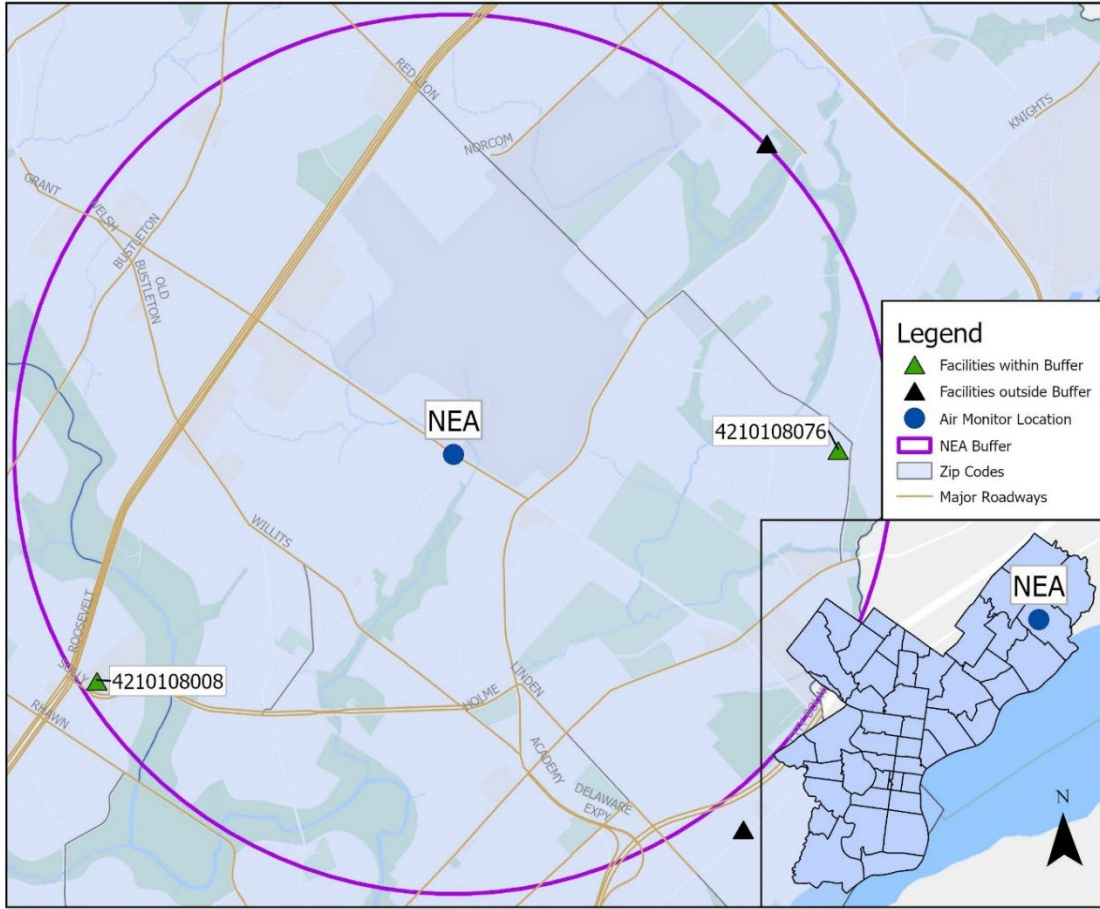 RED LION
NORCOM
KNIGHTS
GRANT
WELSH
BUSTLETON
OLD
BUSTLETON
NEA
4210108076
WILLITS
ROOSEVELT
4210108008
RHAWN
HOLME
LINDEN
ACADEMY
DELAWARE
EXPY
Legend
Facilities within Buffer
Facilities outside Buffer
Air Monitor Location
NEA Buffer
Zip Codes
Major Roadways
NEA
N